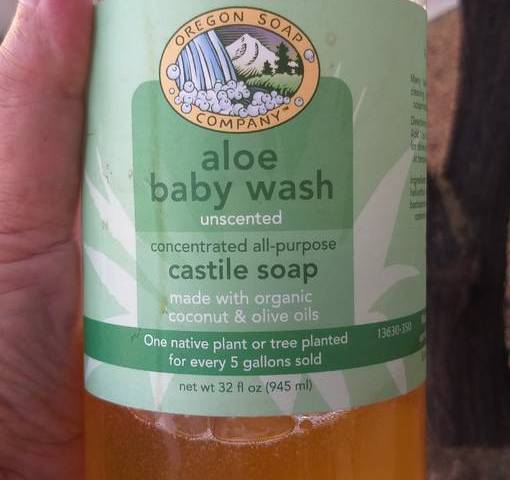 OREGON SOAP
COMPANY
aloe
baby wash
unscented
concentrated all-purpose
castile soap
made with organic
coconut & olive oils
One native plant or tree planted
for every 5 gallons sold
13630-350
net wt 32 fl oz (945 ml)